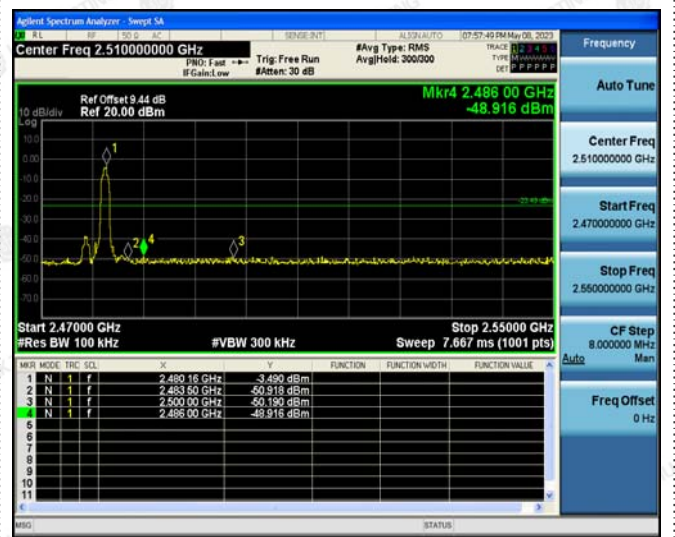 Agilent Spectrum Analyzer - Swept SA
RL RF 50 Ω AC SENSE:INT ALIGNAUTO 07:57:49 PM May 08, 2023
Center Freq 2.510000000 GHz
PNO: Fast
IFGain:Low
Trig: Free Run
#Atten: 30 dB
#Avg Type: RMS
Avg|Hold: 300/300
TRACE 1 2 3 4 5 6
TYPE M
DET P P P P P P
Ref Offset 9.44 dB
10 dB/div Ref 20.00 dBm
Log
Mkr4 2.486 00 GHz
-48.916 dBm
10.0
0.00
-10.0
-20.0
-30.0
-40.0
-50.0
-60.0
-70.0
1
2
4
3
Start 2.47000 GHz Stop 2.55000 GHz
#Res BW 100 kHz #VBW 300 kHz Sweep 7.667 ms (1001 pts)
MKR MODE TRC SCL X Y FUNCTION FUNCTION WIDTH FUNCTION VALUE
1 N 1 f 2.480 16 GHz -3.490 dBm
2 N 1 f 2.483 50 GHz -50.918 dBm
3 N 1 f 2.500 00 GHz -50.190 dBm
4 N 1 f 2.486 00 GHz -48.916 dBm
5
6
7
8
9
10
11
MSG STATUS
Frequency
Auto Tune
Center Freq
2.510000000 GHz
Start Freq
2.470000000 GHz
Stop Freq
2.550000000 GHz
CF Step
8.000000 MHz
Auto Man
Freq Offset
0 Hz